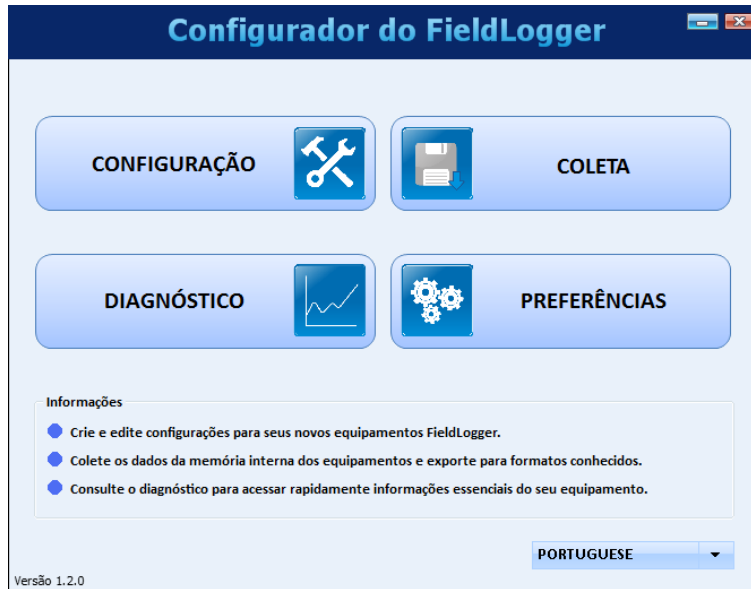 Configurador do FieldLogger
CONFIGURAÇÃO
COLETA
DIAGNÓSTICO
PREFERÊNCIAS
Informações
Crie e edite configurações para seus novos equipamentos FieldLogger.
Colete os dados da memória interna dos equipamentos e exporte para formatos conhecidos.
Consulte o diagnóstico para acessar rapidamente informações essenciais do seu equipamento.
PORTUGUESE
Versão 1.2.0